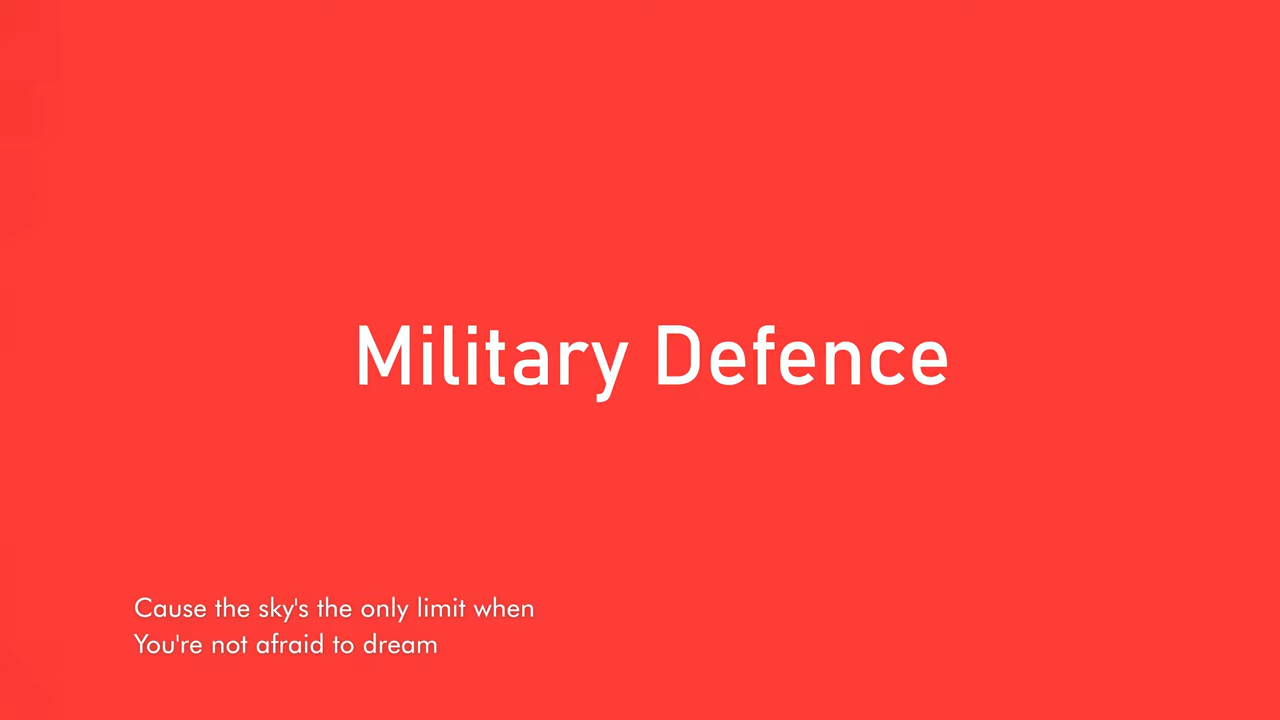 Military Defence
Cause the sky's the only limit when
You're not afraid to dream